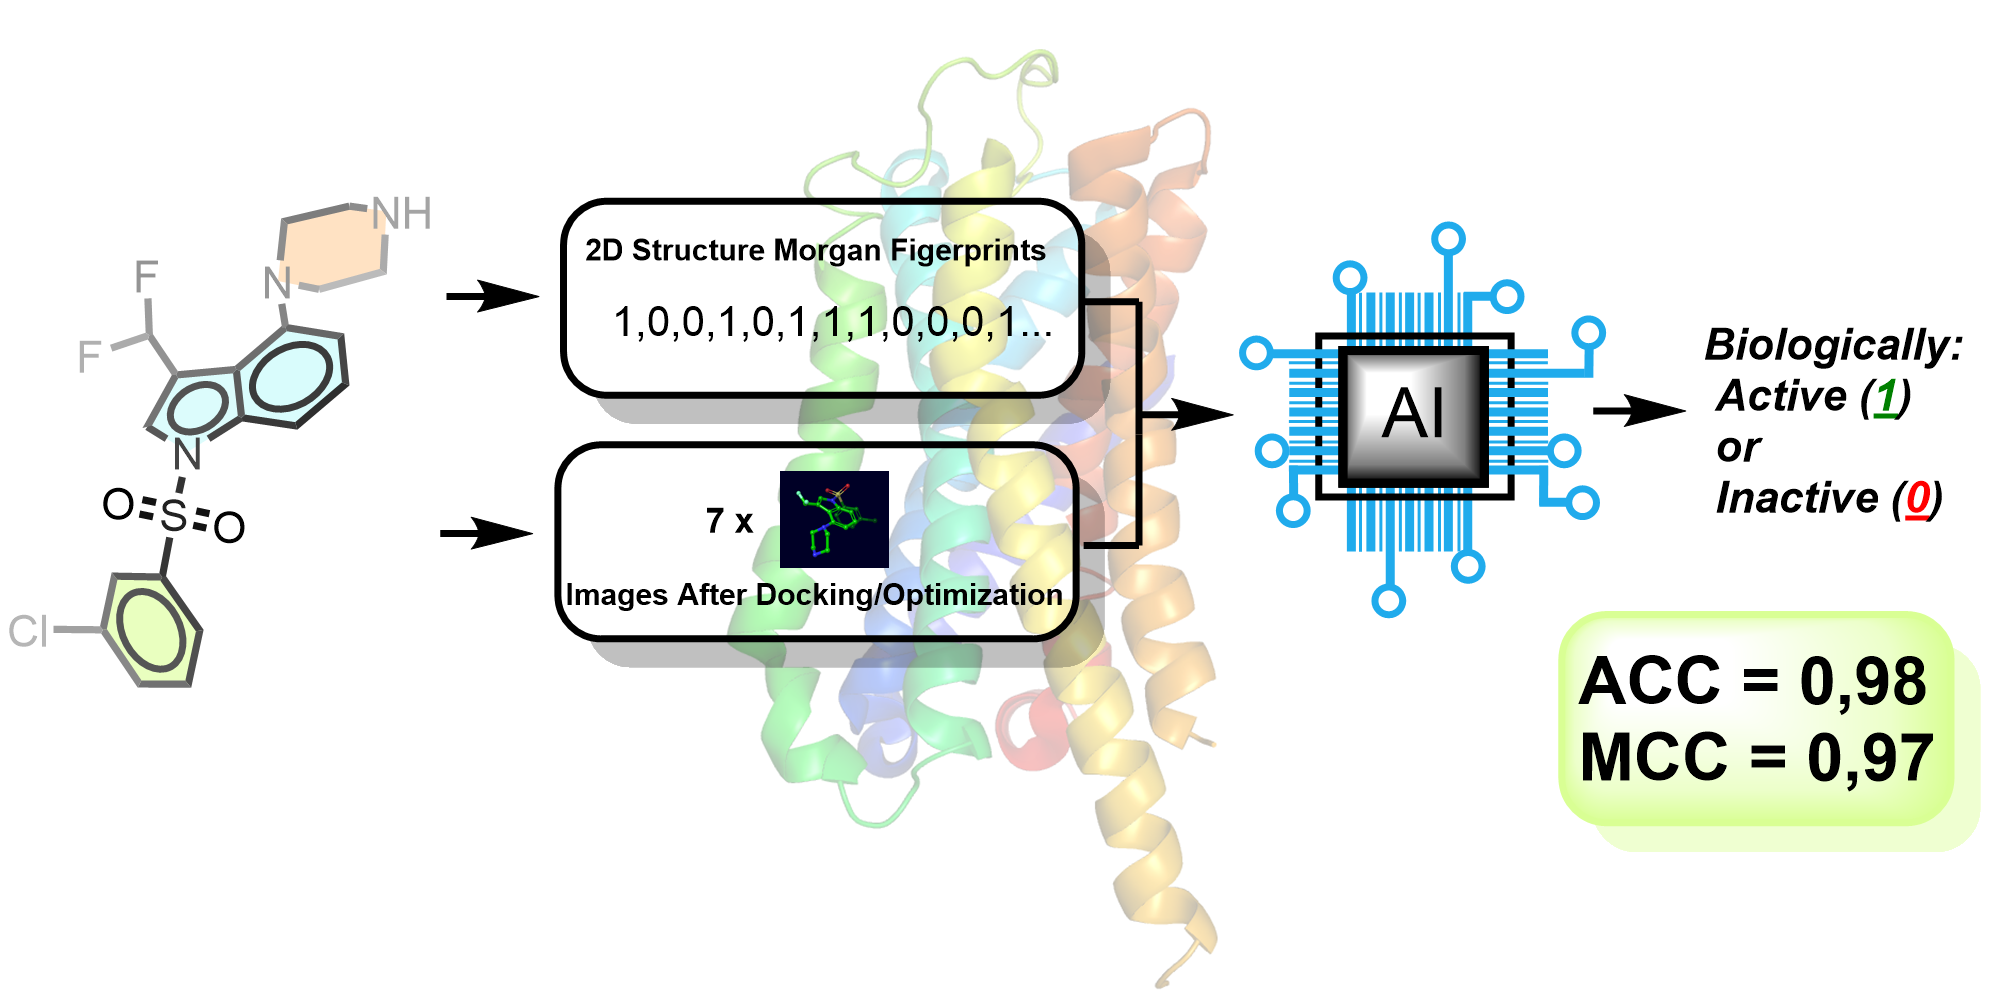 NH
N
F
F
N
O
S
O
Cl
2D Structure Morgan Figerprints
1,0,0,1,0,1,1,1,0,0,0,1...
7 x
Images After Docking/Optimization
AI
Biologically:
Active (1)
or
Inactive (0)
ACC = 0,98
MCC = 0,97